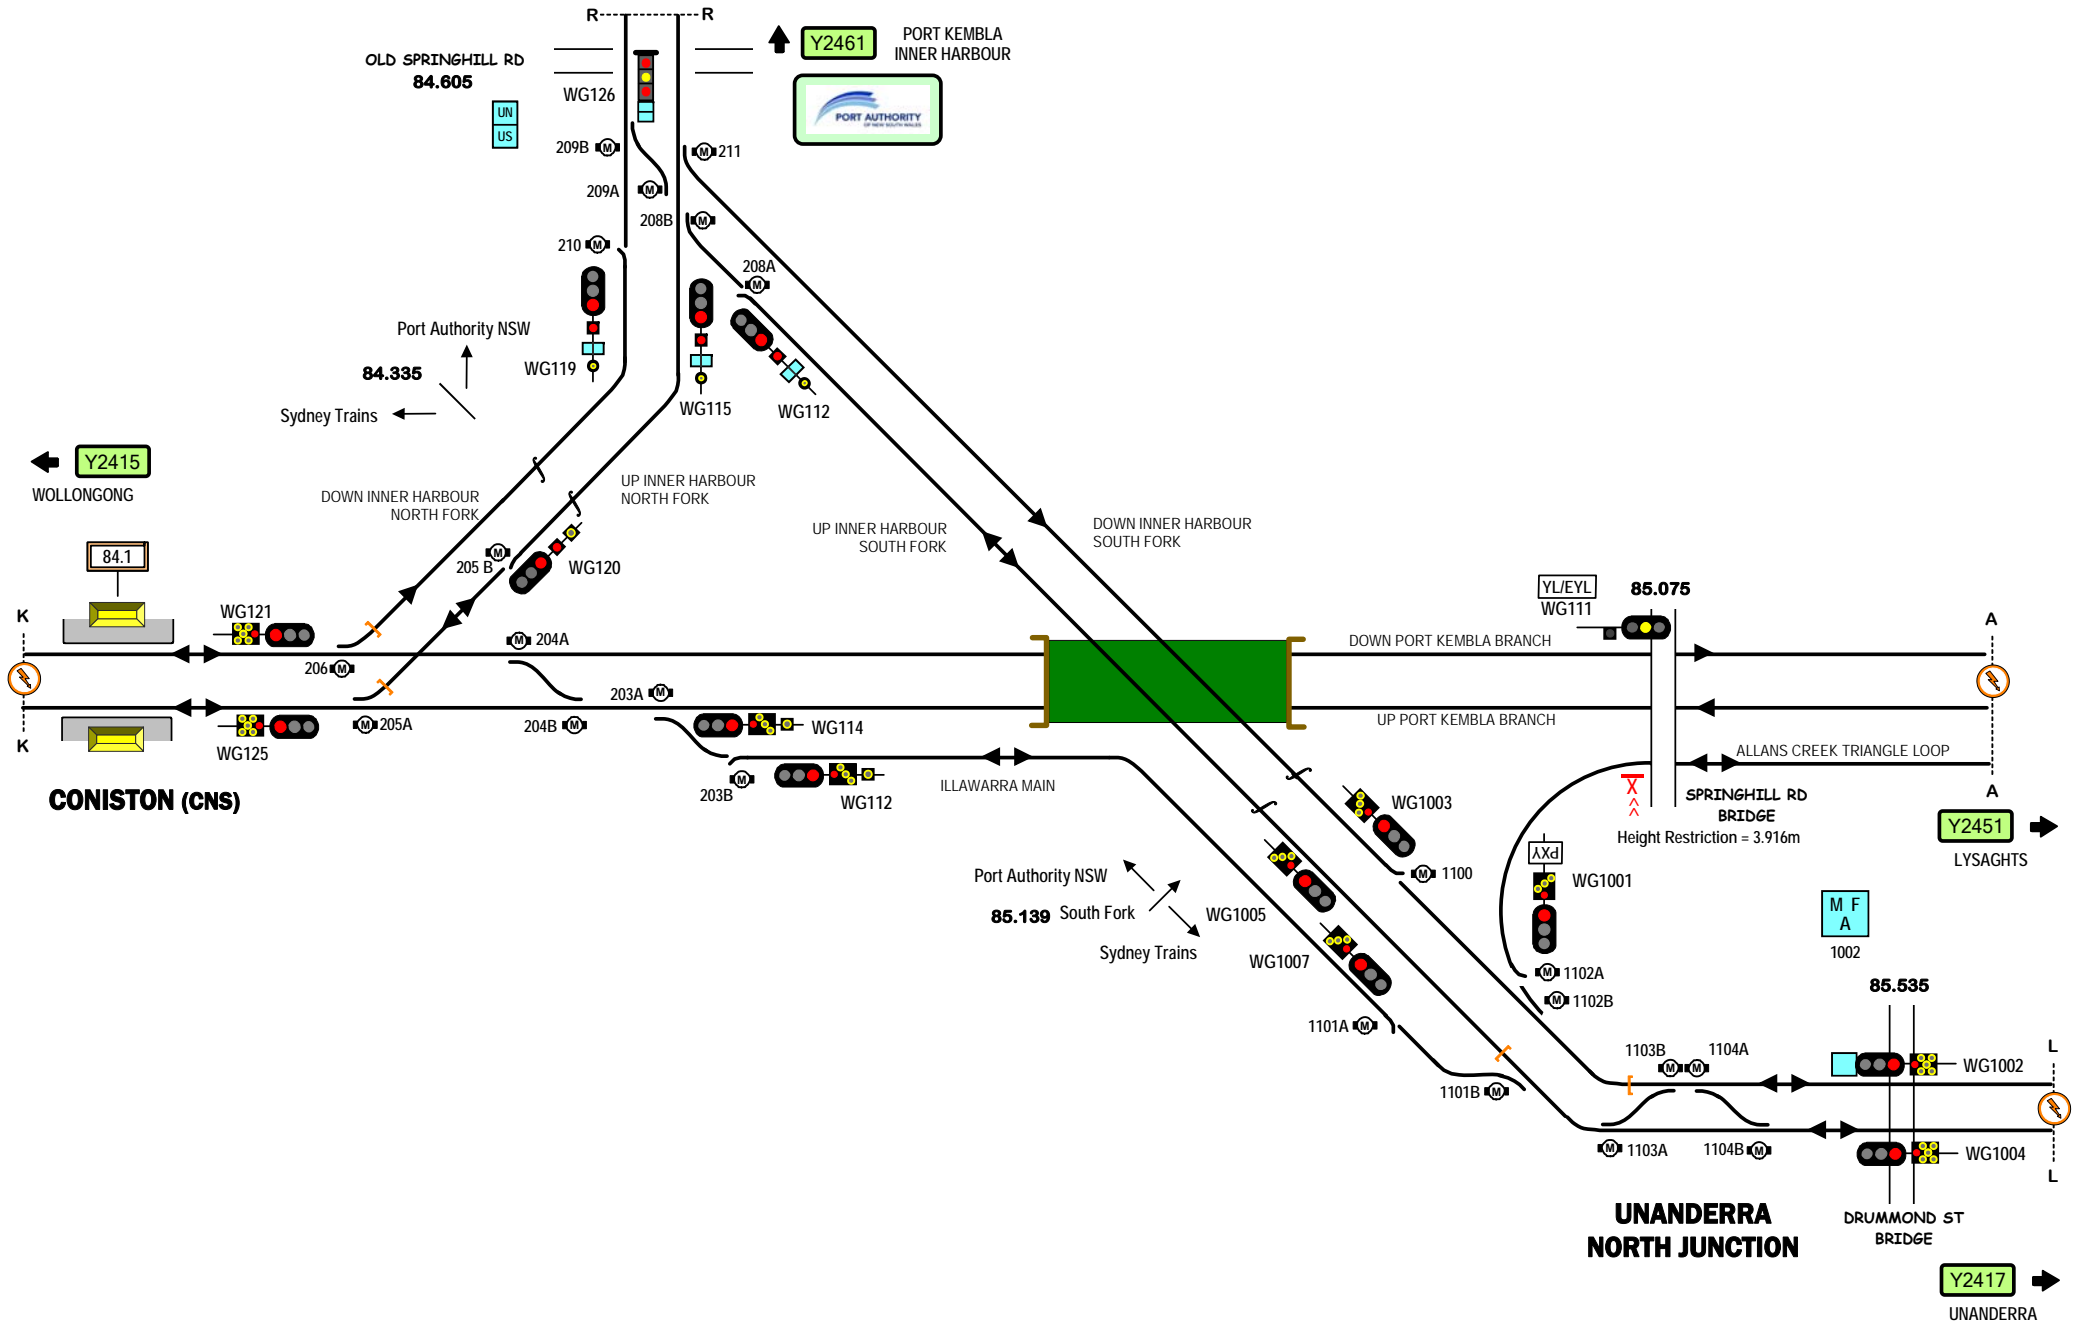 R
R
OLD SPRINGHILL RD
84.605
WG126
UN
US
Y2461
PORT KEMBLA
INNER HARBOUR
PORT AUTHORITY
OF NEW SOUTH WALES
209B
M
M
211
209A
M
208B
M
210
M
208A
M
Port Authority NSW
84.335
Sydney Trains
WG119
WG115
WG112
Y2415
WOLLONGONG
DOWN INNER HARBOUR
NORTH FORK
UP INNER HARBOUR
NORTH FORK
UP INNER HARBOUR
SOUTH FORK
DOWN INNER HARBOUR
SOUTH FORK
84.1
205 B
M
WG120
K
WG121
M
204A
206
M
203A
M
WG125
M
205A
204B
M
WG114
K
203B
M
WG112
ILLAWARRA MAIN
CONISTON (CNS)
YL/EYL
WG111
85.075
DOWN PORT KEMBLA BRANCH
UP PORT KEMBLA BRANCH
A
ALLANS CREEK TRIANGLE LOOP
A
X
SPRINGHILL RD
BRIDGE
Height Restriction = 3.916m
Y2451
LYSAGHTS
WG1003
M
1100
PXY
WG1001
Port Authority NSW
85.139
South Fork
WG1005
Sydney Trains
WG1007
M F
A
1002
M
1102A
M
1102B
85.535
1101A
M
1103B
1104A
M
M
WG1002
L
1101B
M
M
1103A
1104B
M
WG1004
L
UNANDERRA
NORTH JUNCTION
DRUMMOND ST
BRIDGE
Y2417
UNANDERRA